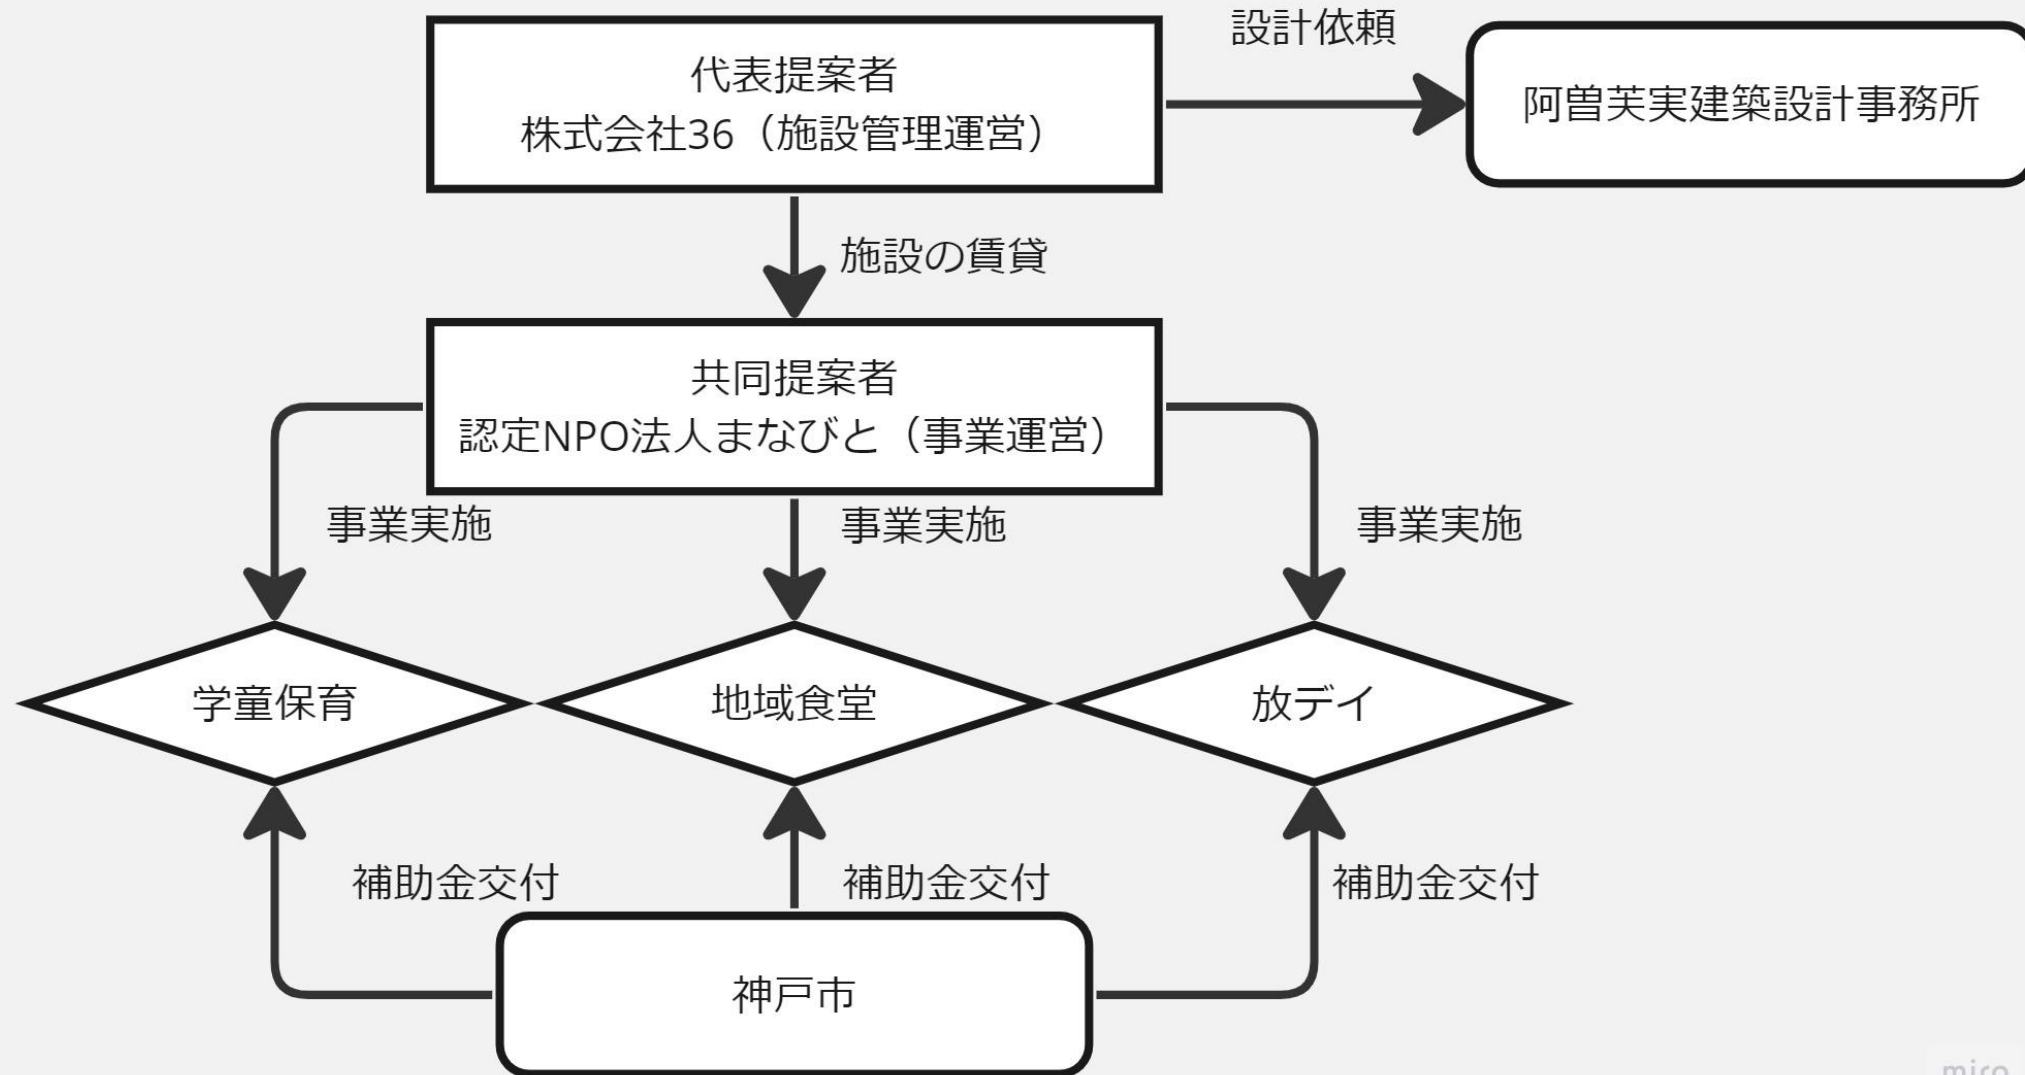 設計依頼
代表提案者
株式会社36（施設管理運営）
阿曽芙実建築設計事務所
施設の賃貸
共同提案者
認定NPO法人まなびと（事業運営）
事業実施
事業実施
事業実施
学童保育
地域食堂
放デイ
補助金交付
補助金交付
補助金交付
神戸市
miro